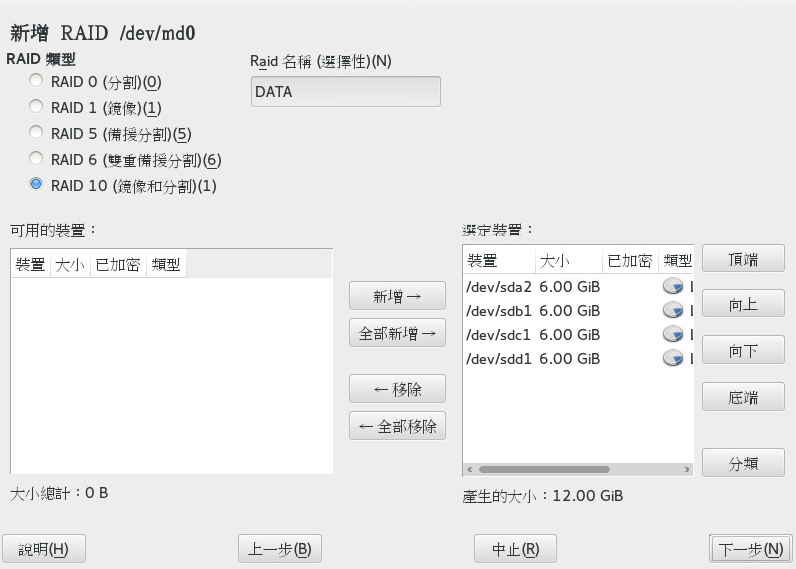 新增 RAID /dev/md0
RAID 類型
RAID 0 (分割)(0)
RAID 1 (鏡像)(1)
RAID 5 (備援分割)(5)
RAID 6 (雙重備援分割)(6)
RAID 10 (鏡像和分割)(1)
Raid 名稱 (選擇性)(N)
DATA
可用的裝置：
裝置 大小 已加密 類型
大小總計：0 B
新增 →
全部新增 →
← 移除
← 全部移除
選定裝置：
裝置 大小 已加密 類型
/dev/sda2 6.00 GiB
/dev/sdb1 6.00 GiB
/dev/sdc1 6.00 GiB
/dev/sdd1 6.00 GiB
產生的大小：12.00 GiB
頂端
向上
向下
底端
分類
說明(H)
上一步(B)
中止(R)
下一步(N)